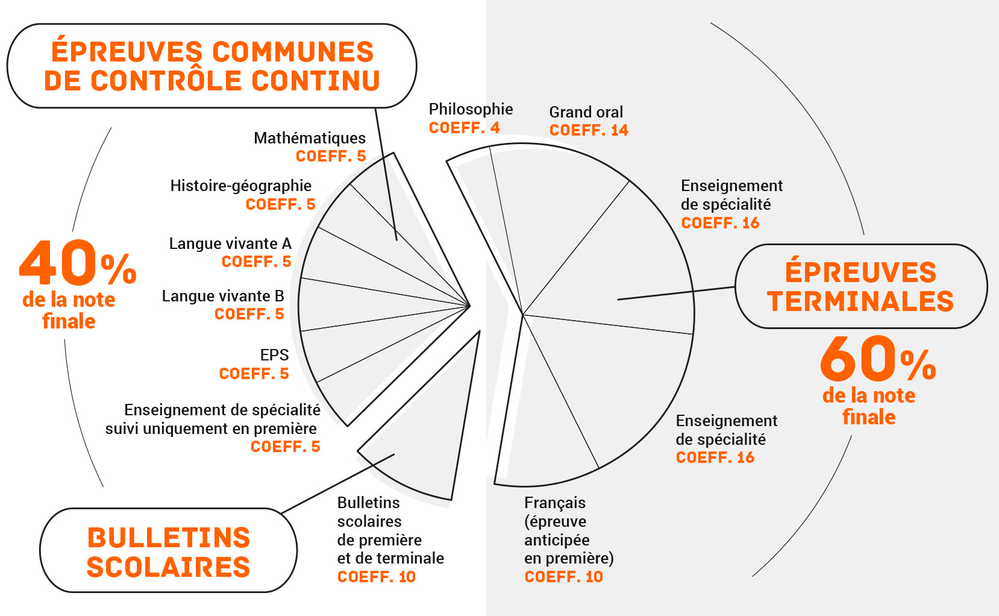 ÉPREUVES COMMUNES
DE CONTRÔLE CONTINU
Mathématiques
COEFF. 5
Histoire-géographie
COEFF. 5
Langue vivante A
COEFF. 5
Langue vivante B
COEFF. 5
EPS
COEFF. 5
Enseignement de spécialité
suivi uniquement en première
COEFF. 5
40%
de la note
finale
BULLETINS
SCOLAIRES
Bulletins
scolaires
de première
et de terminale
COEFF. 10
Philosophie
COEFF. 4
Grand oral
COEFF. 14
Enseignement
de spécialité
COEFF. 16
ÉPREUVES
TERMINALES
60%
de la note
finale
Enseignement
de spécialité
COEFF. 16
Français
(épreuve
anticipée
en première)
COEFF. 10